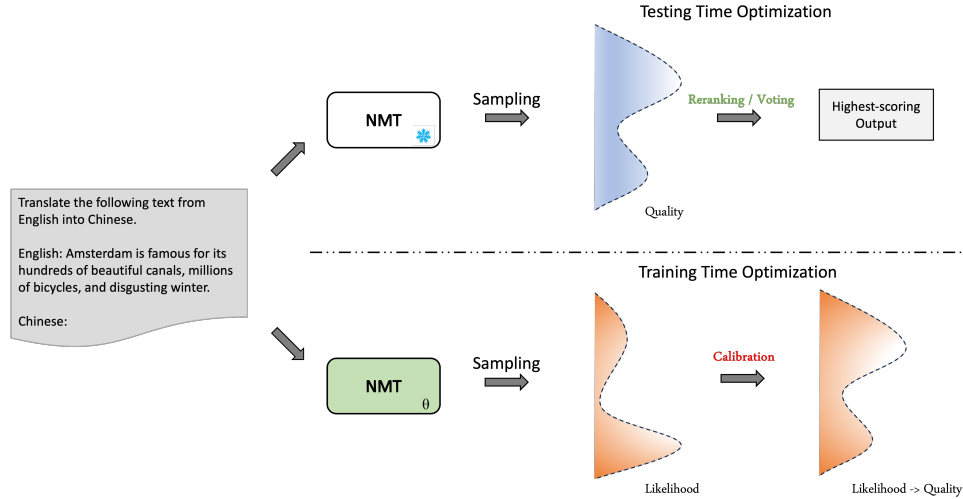 Testing Time Optimization
NMT
Sampling
Reranking / Voting
Highest-scoring
Output
Quality
Translate the following text from
English into Chinese.
English: Amsterdam is famous for its
hundreds of beautiful canals, millions
of bicycles, and disgusting winter.
Chinese:
Training Time Optimization
NMT
θ
Sampling
Calibration
Likelihood
Likelihood -> Quality